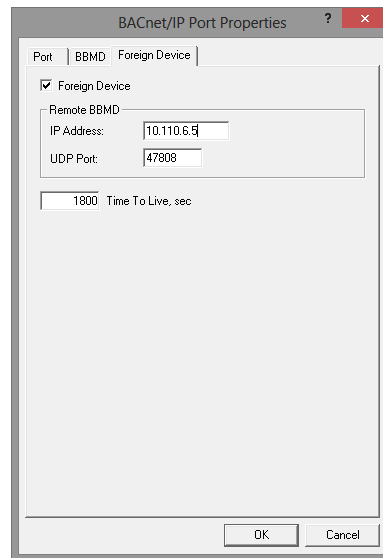 BACnet/IP Port Properties ? ×
Port BBMD Foreign Device
Foreign Device
Remote BBMD
IP Address: 10.110.6.5
UDP Port: 47808
1800 Time To Live, sec
OK Cancel